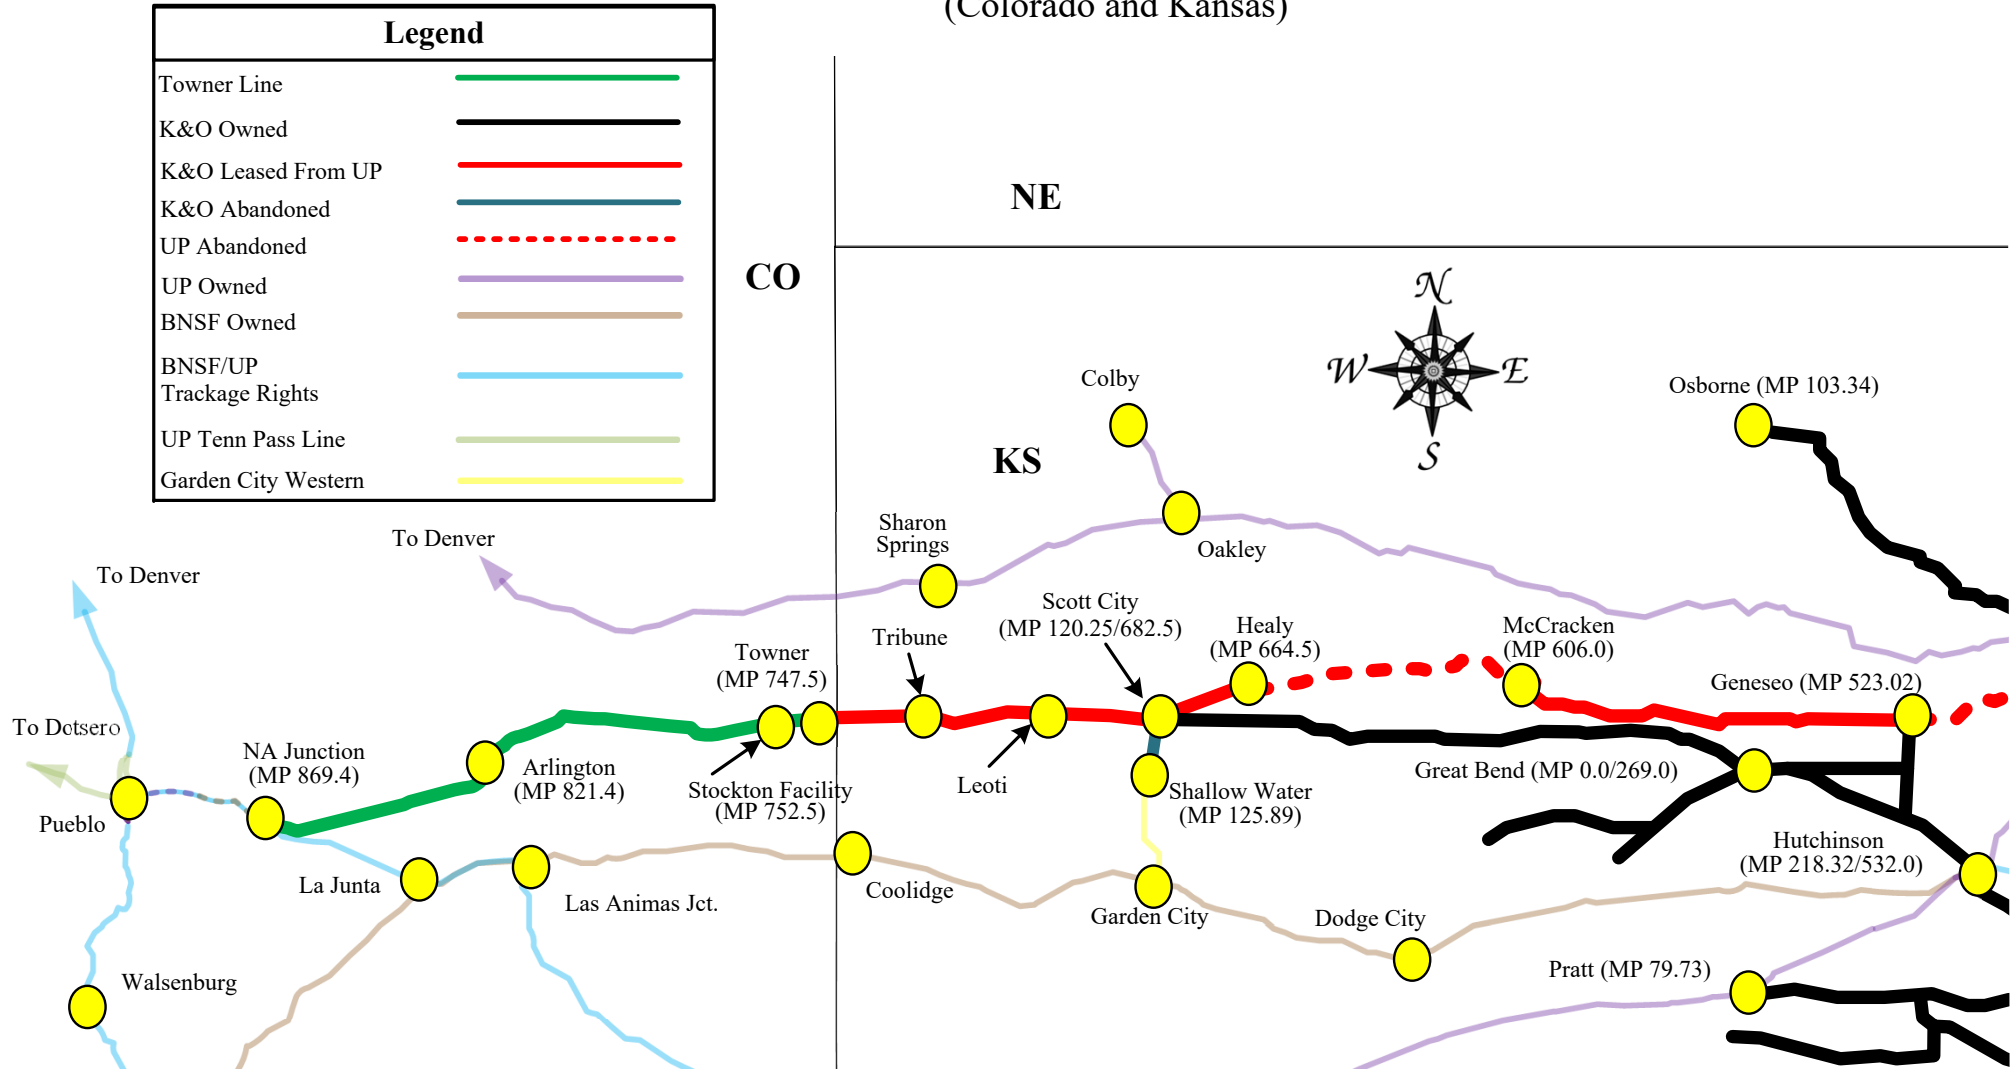 (Colorado and Kansas)
Legend
Towner Line
K&O Owned
K&O Leased From UP
K&O Abandoned
UP Abandoned
UP Owned
BNSF Owned
BNSF/UP
Trackage Rights
UP Tenn Pass Line
Garden City Western
NE
CO
KS
N
W
E
S
Colby
Osborne (MP 103.34)
Sharon
Springs
Oakley
To Denver
To Denver
Scott City
(MP 120.25/682.5)
Healy
(MP 664.5)
McCracken
(MP 606.0)
Tribune
Towner
(MP 747.5)
Geneseo (MP 523.02)
To Dotsero
NA Junction
(MP 869.4)
Arlington
(MP 821.4)
Stockton Facility
(MP 752.5)
Leoti
Great Bend (MP 0.0/269.0)
Shallow Water
(MP 125.89)
Pueblo
Hutchinson
(MP 218.32/532.0)
La Junta
Las Animas Jct.
Coolidge
Garden City
Dodge City
Walsenburg
Pratt (MP 79.73)